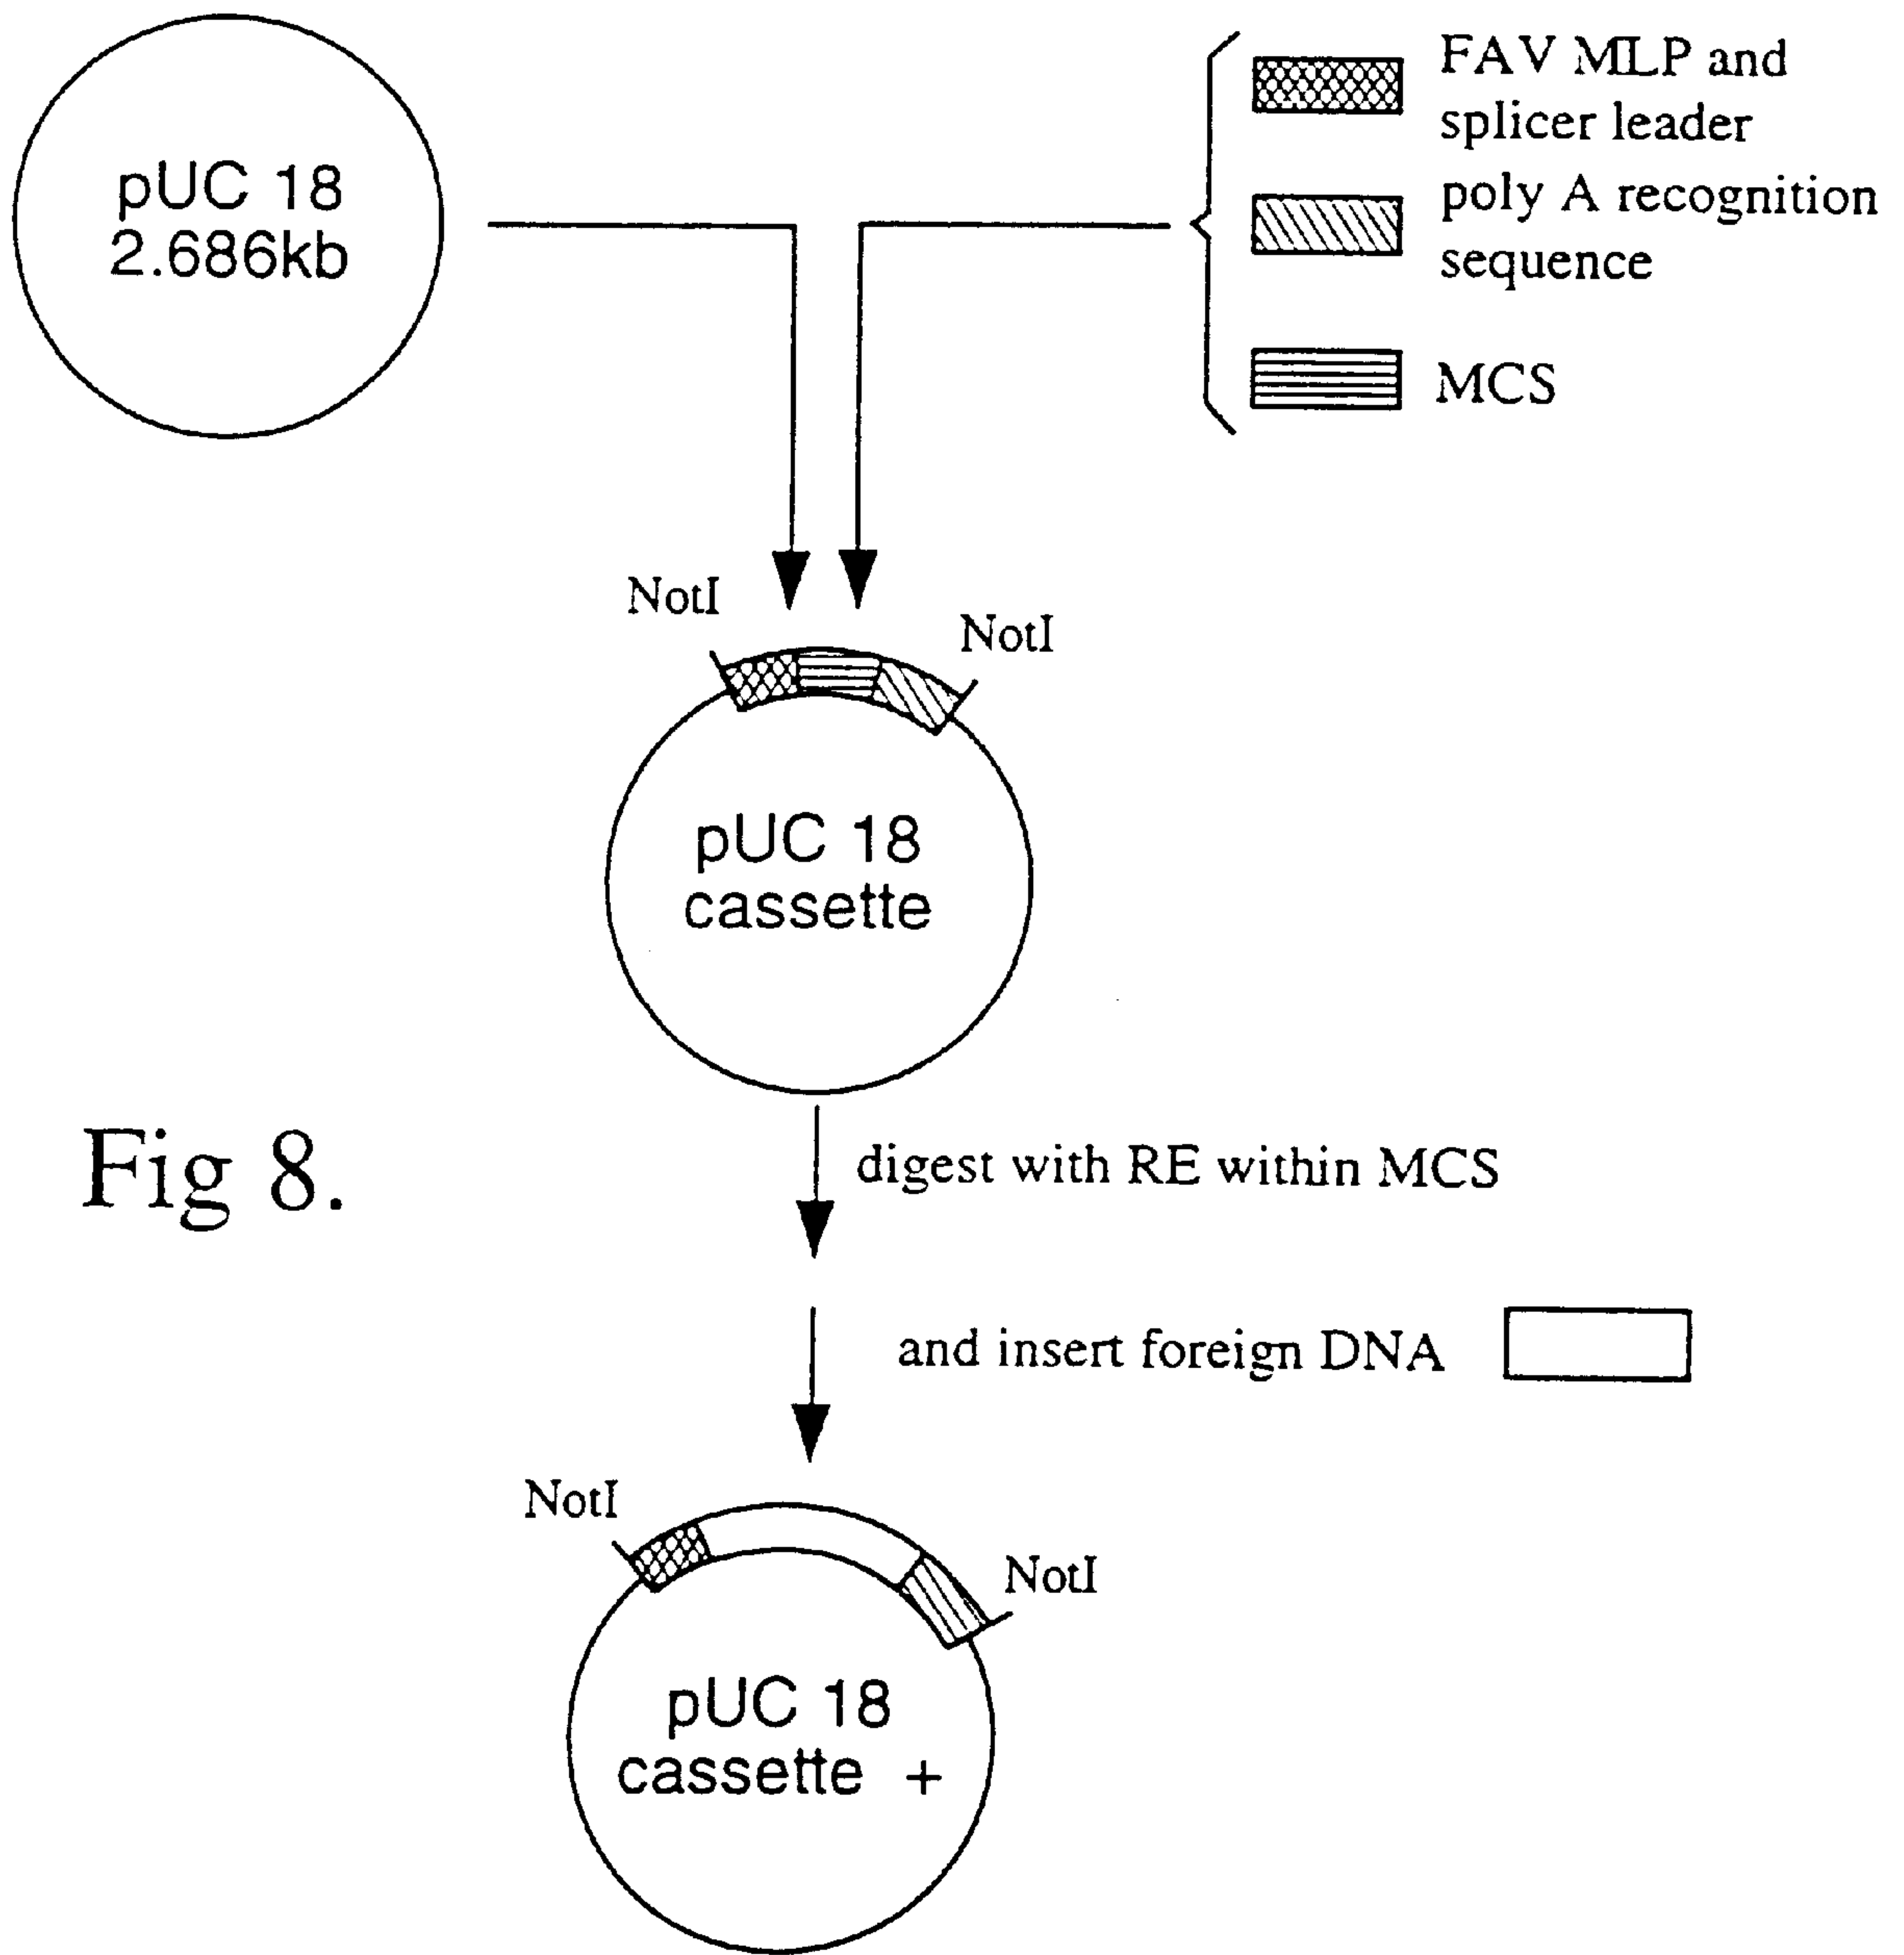 pUC 18
2.686kb
FAV MLP and
splicer leader
poly A recognition
sequence
MCS
NotI
NotI
pUC 18
cassette
Fig 8.
digest with RE within MCS
and insert foreign DNA
NotI
NotI
pUC 18
cassette +